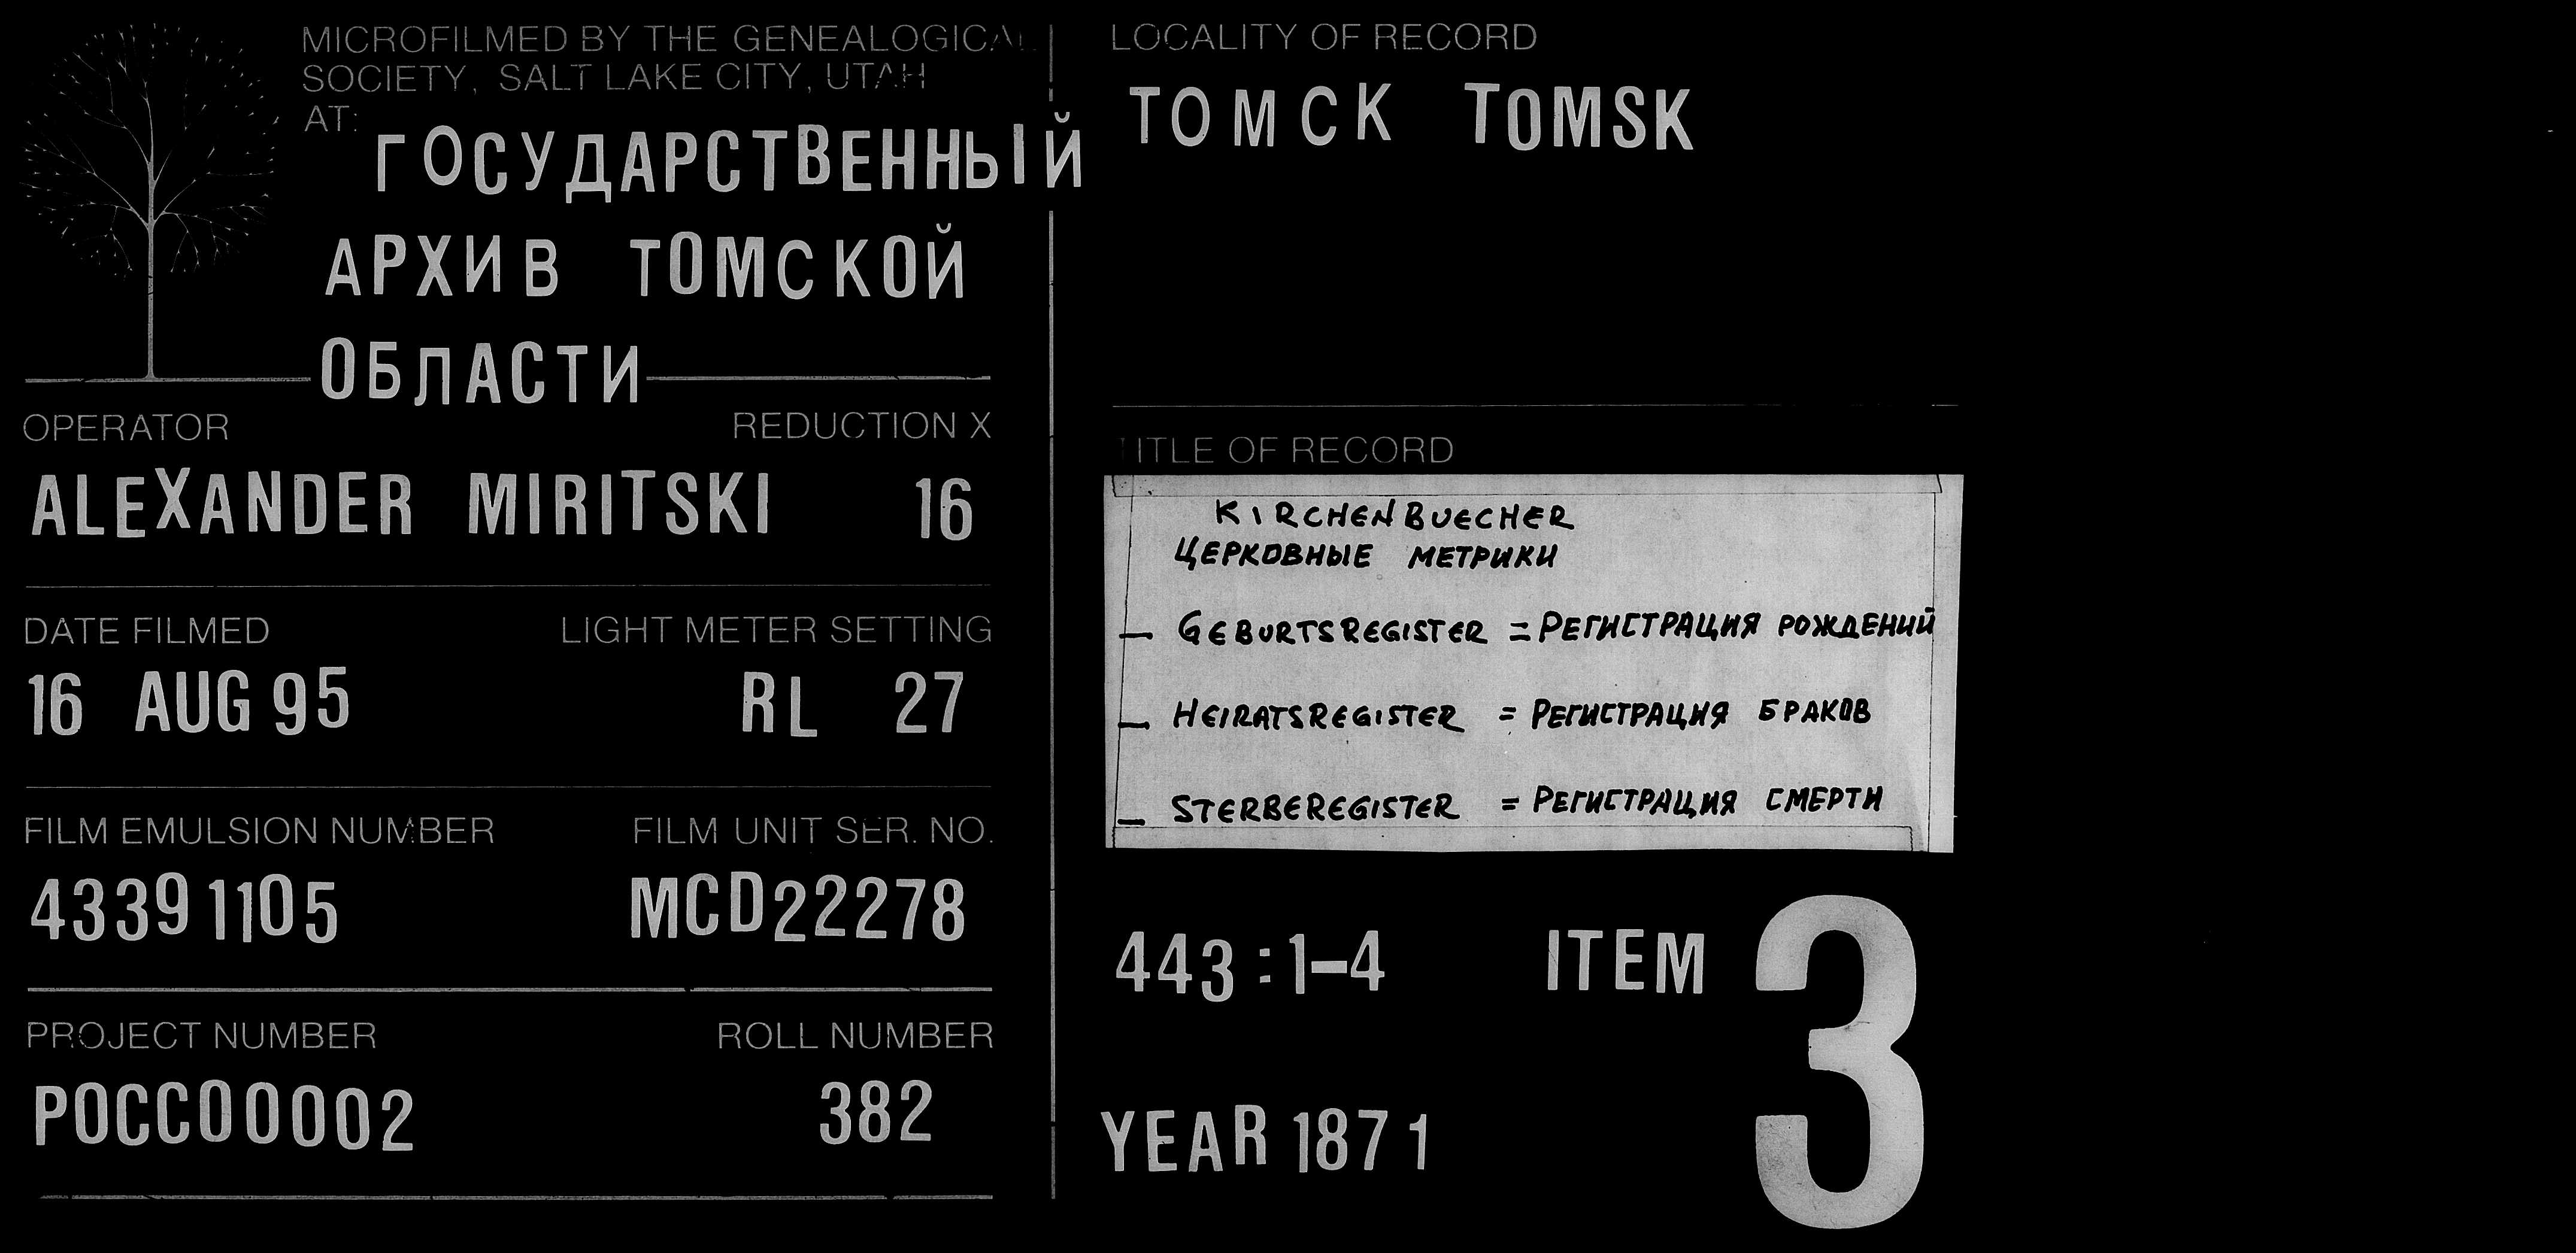 MICROFILMED BY THE GENEALOGICAL
SOCIETY, SALT LAKE CITY, UTAH
AT:
ГОСУДАРСТВЕННЫЙ
АРХИВ ТОМСКОЙ
ОБЛАСТИ
OPERATOR REDUCTION X
ALEXANDER MIRITSKI 16
DATE FILMED LIGHT METER SETTING
16 AUG 95 RL 27
FILM EMULSION NUMBER FILM UNIT SER. NO.
43391105 MCD22278
PROJECT NUMBER ROLL NUMBER
POCC00002 382
LOCALITY OF RECORD
ТОМСК TOMSK
TITLE OF RECORD
KIRCHENBUECHER
ЦЕРКОВНЫЕ МЕТРИКИ
— GEBURTSREGISTER = РЕГИСТРАЦИЯ РОЖДЕНИЙ
— HEIRATSREGISTER = РЕГИСТРАЦИЯ БРАКОВ
— STERBEREGISTER = РЕГИСТРАЦИЯ СМЕРТИ
443:1-4 ITEM 3
YEAR 1871